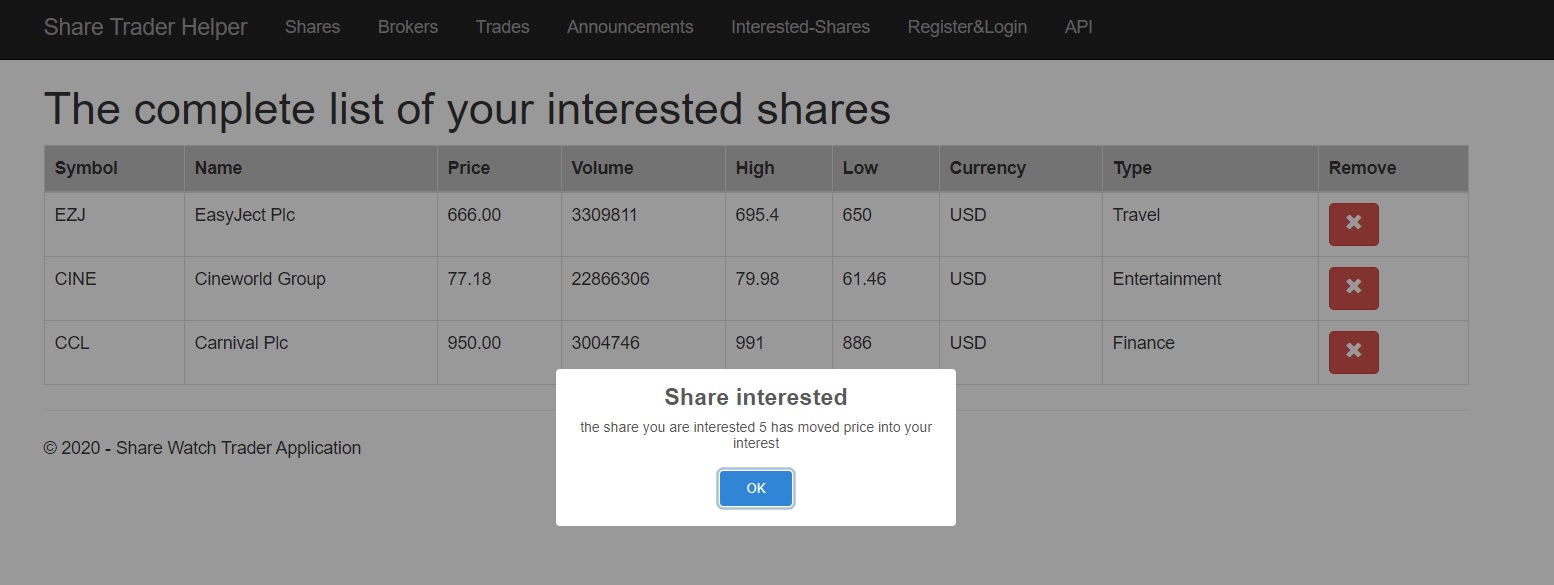 Share Trader Helper Shares Brokers Trades Announcements Interested-Shares Register&Login API
The complete list of your interested shares
Symbol Name Price Volume High Low Currency Type Remove
EZJ EasyJect Plc 666.00 3309811 695.4 650 USD Travel
CINE Cineworld Group 77.18 22866306 79.98 61.46 USD Entertainment
CCL Carnival Plc 950.00 3004746 991 886 USD Finance
Share interested
the share you are interested 5 has moved price into your
interest
OK
© 2020 - Share Watch Trader Application